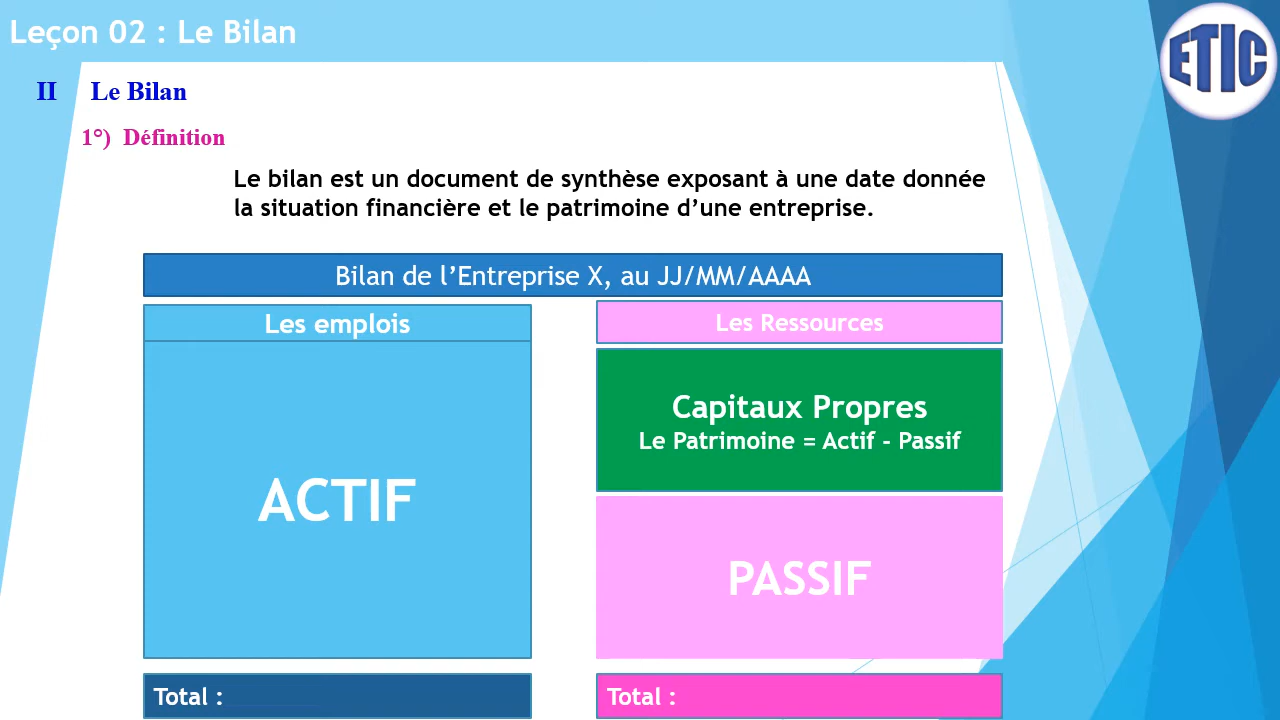 Leçon 02 : Le Bilan
ETIC
II Le Bilan
1°) Définition
Le bilan est un document de synthèse exposant à une date donnée
la situation financière et le patrimoine d’une entreprise.
Bilan de l’Entreprise X, au JJ/MM/AAAA
Les emplois
Les Ressources
ACTIF
Capitaux Propres
Le Patrimoine = Actif - Passif
PASSIF
Total :
Total :